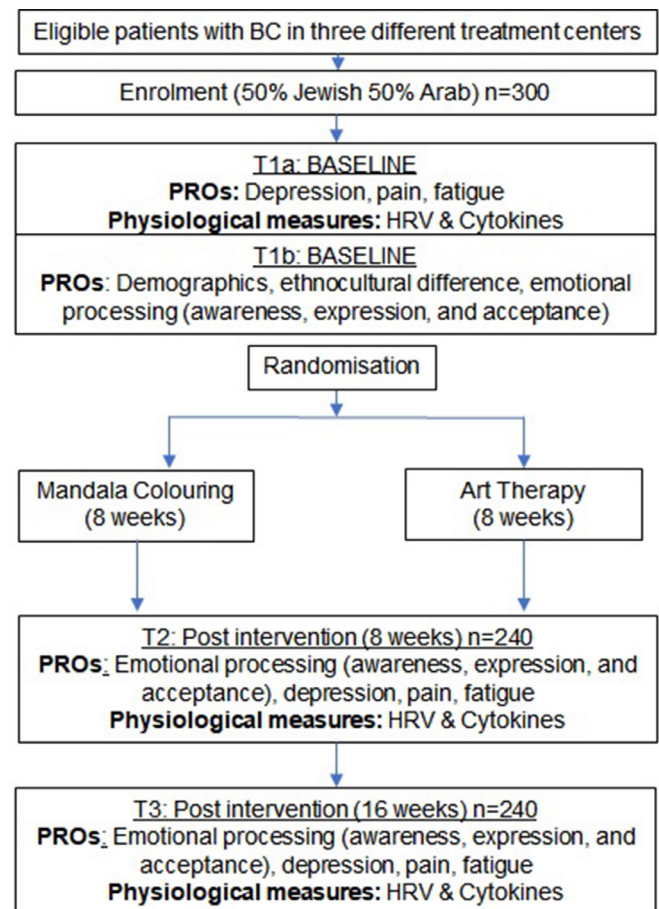 Eligible patients with BC in three different treatment centers
Enrolment (50% Jewish 50% Arab) n=300
T1a: BASELINE
PROs: Depression, pain, fatigue
Physiological measures: HRV & Cytokines
T1b: BASELINE
PROs: Demographics, ethnocultural difference, emotional
processing (awareness, expression, and acceptance)
Randomisation
Mandala Colouring
(8 weeks)
Art Therapy
(8 weeks)
T2: Post intervention (8 weeks) n=240
PROs: Emotional processing (awareness, expression, and
acceptance), depression, pain, fatigue
Physiological measures: HRV & Cytokines
T3: Post intervention (16 weeks) n=240
PROs: Emotional processing (awareness, expression, and
acceptance), depression, pain, fatigue
Physiological measures: HRV & Cytokines